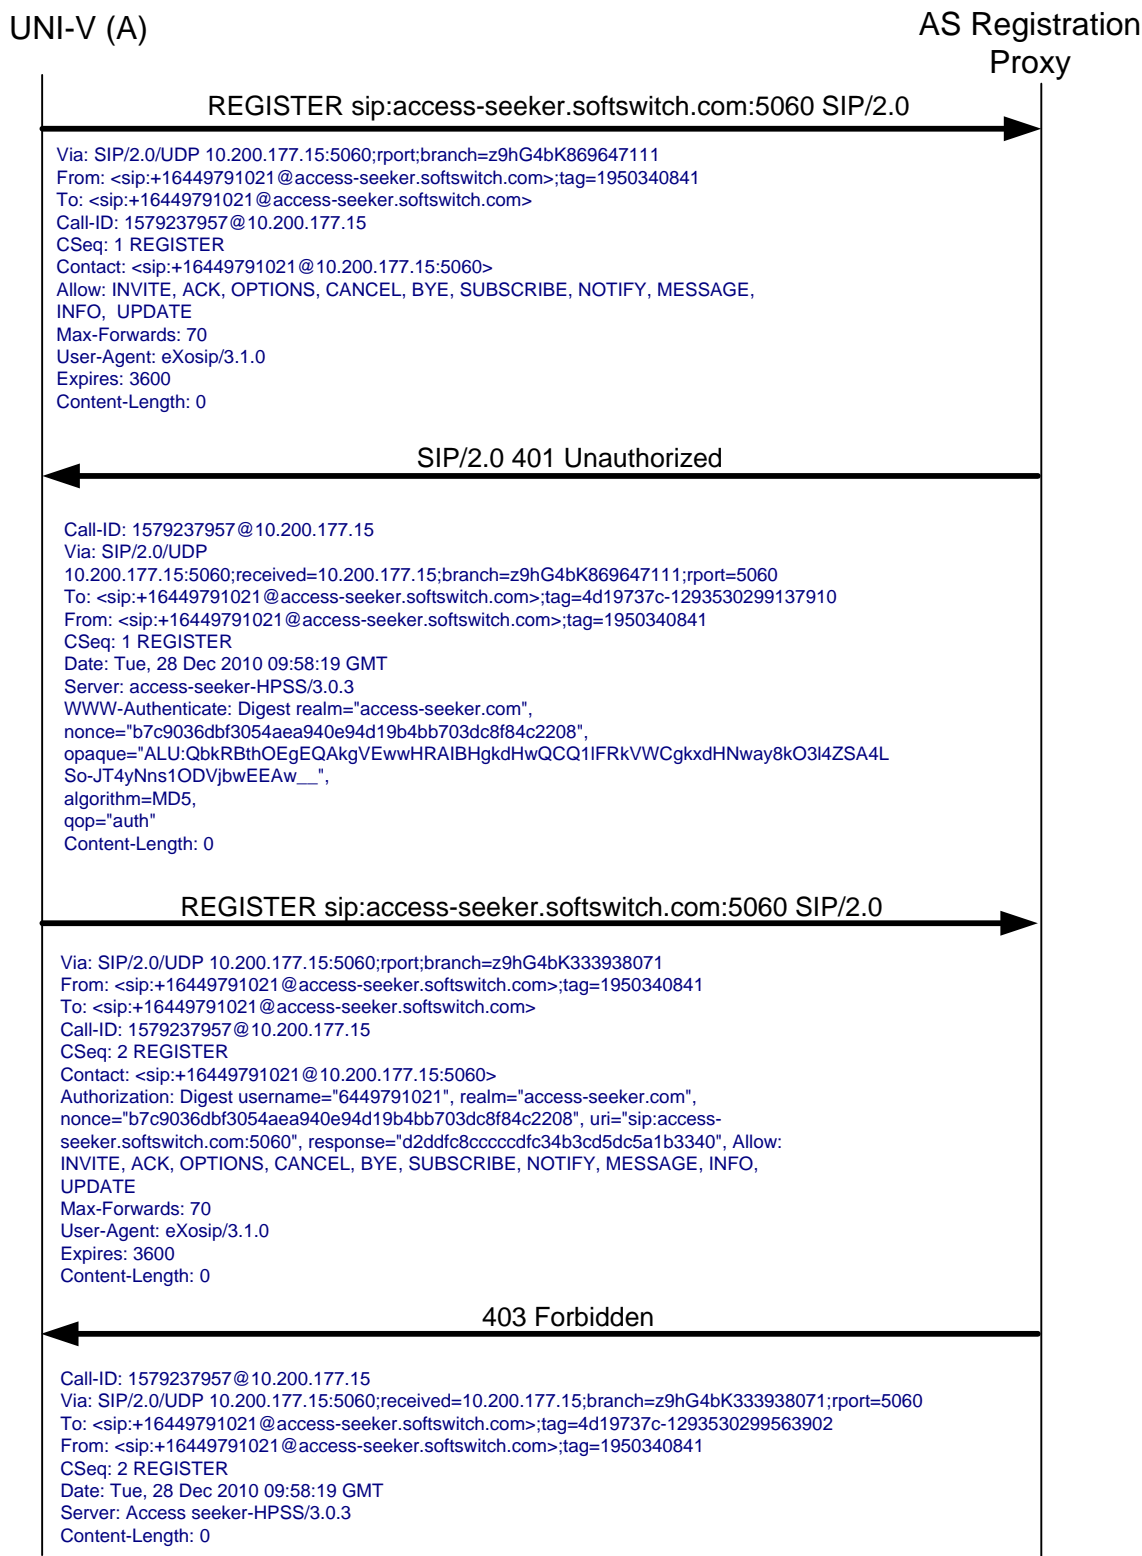 UNI-V (A)
AS Registration
Proxy
REGISTER sip:access-seeker.softswitch.com:5060 SIP/2.0
Via: SIP/2.0/UDP 10.200.177.15:5060;rport;branch=z9hG4bK869647111
From: <sip:+16449791021@access-seeker.softswitch.com>;tag=1950340841
To: <sip:+16449791021@access-seeker.softswitch.com>
Call-ID: 1579237957@10.200.177.15
CSeq: 1 REGISTER
Contact: <sip:+16449791021@10.200.177.15:5060>
Allow: INVITE, ACK, OPTIONS, CANCEL, BYE, SUBSCRIBE, NOTIFY, MESSAGE,
INFO,  UPDATE
Max-Forwards: 70
User-Agent: eXosip/3.1.0
Expires: 3600
Content-Length: 0
SIP/2.0 401 Unauthorized
Call-ID: 1579237957@10.200.177.15
Via: SIP/2.0/UDP
10.200.177.15:5060;received=10.200.177.15;branch=z9hG4bK869647111;rport=5060
To: <sip:+16449791021@access-seeker.softswitch.com>;tag=4d19737c-1293530299137910
From: <sip:+16449791021@access-seeker.softswitch.com>;tag=1950340841
CSeq: 1 REGISTER
Date: Tue, 28 Dec 2010 09:58:19 GMT
Server: access-seeker-HPSS/3.0.3
WWW-Authenticate: Digest realm="access-seeker.com",
nonce="b7c9036dbf3054aea940e94d19b4bb703dc8f84c2208",
opaque="ALU:QbkRBthOEgEQAkgVEwwHRAIBHgkdHwQCQ1lFRkVWCgkxdHNway8kO3l4ZSA4L
So-JT4yNns1ODVjbwEEAw__",
algorithm=MD5,
qop="auth"
Content-Length: 0
REGISTER sip:access-seeker.softswitch.com:5060 SIP/2.0
Via: SIP/2.0/UDP 10.200.177.15:5060;rport;branch=z9hG4bK333938071
From: <sip:+16449791021@access-seeker.softswitch.com>;tag=1950340841
To: <sip:+16449791021@access-seeker.softswitch.com>
Call-ID: 1579237957@10.200.177.15
CSeq: 2 REGISTER
Contact: <sip:+16449791021@10.200.177.15:5060>
Authorization: Digest username="6449791021", realm="access-seeker.com",
nonce="b7c9036dbf3054aea940e94d19b4bb703dc8f84c2208", uri="sip:access-
seeker.softswitch.com:5060", response="d2ddfc8cccccdfc34b3cd5dc5a1b3340", Allow:
INVITE, ACK, OPTIONS, CANCEL, BYE, SUBSCRIBE, NOTIFY, MESSAGE, INFO,
UPDATE
Max-Forwards: 70
User-Agent: eXosip/3.1.0
Expires: 3600
Content-Length: 0
403 Forbidden
Call-ID: 1579237957@10.200.177.15
Via: SIP/2.0/UDP 10.200.177.15:5060;received=10.200.177.15;branch=z9hG4bK333938071;rport=5060
To: <sip:+16449791021@access-seeker.softswitch.com>;tag=4d19737c-1293530299563902
From: <sip:+16449791021@access-seeker.softswitch.com>;tag=1950340841
CSeq: 2 REGISTER
Date: Tue, 28 Dec 2010 09:58:19 GMT
Server: Access seeker-HPSS/3.0.3
Content-Length: 0